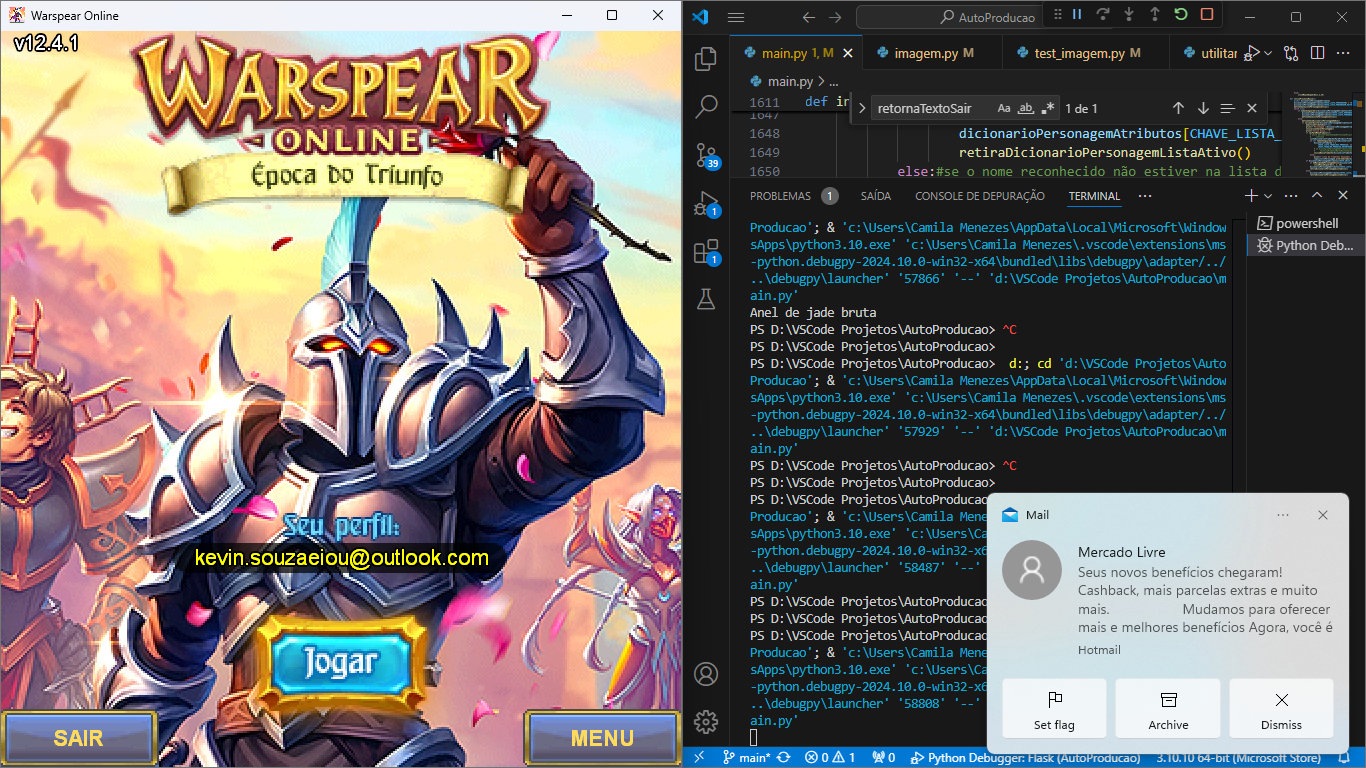 Warspear Online
v12.4.1
WARSPEAR
ONLINE
Época do Triunfo
Seu perfil:
kevin.souzaeiou@outlook.com
Jogar
SAIR
MENU
AutoProducao
main.py 1, M
imagem.py M
test_imagem.py M
utilitar
main.py > ...
retornaTextoSair
Aa
ab
1 de 1
1611 def in
1647
1648 dicionarioPersonagemAtributos[CHAVE_LISTA_
1649 retiraDicionarioPersonagemListaAtivo()
1650 else:#se o nome reconhecido não estiver na lista d
39
1
1
PROBLEMAS 1
SAÍDA
CONSOLE DE DEPURAÇÃO
TERMINAL
powershell
Python Deb...
Producao'; & 'c:\Users\Camila Menezes\AppData\Local\Microsoft\Window
sApps\python3.10.exe' 'c:\Users\Camila Menezes\.vscode\extensions\ms
-python.debugpy-2024.10.0-win32-x64\bundled\libs\debugpy\adapter/../
..\debugpy\launcher' '57866' '--' 'd:\VSCode Projetos\AutoProducao\m
ain.py'
Anel de jade bruta
PS D:\VSCode Projetos\AutoProducao> ^C
PS D:\VSCode Projetos\AutoProducao>
PS D:\VSCode Projetos\AutoProducao>  d:; cd 'd:\VSCode Projetos\Auto
Producao'; & 'c:\Users\Camila Menezes\AppData\Local\Microsoft\Window
sApps\python3.10.exe' 'c:\Users\Camila Menezes\.vscode\extensions\ms
-python.debugpy-2024.10.0-win32-x64\bundled\libs\debugpy\adapter/../
..\debugpy\launcher' '57929' '--' 'd:\VSCode Projetos\AutoProducao\m
ain.py'
PS D:\VSCode Projetos\AutoProducao> ^C
PS D:\VSCode Projetos\AutoProducao>
PS D:\VSCode Projetos\AutoProducao
Producao'; & 'c:\Users\Camila Mene
sApps\python3.10.exe' 'c:\Users\Ca
-python.debugpy-2024.10.0-win32-x6
..\debugpy\launcher' '58487' '--'
ain.py'
PS D:\VSCode Projetos\AutoProducao
PS D:\VSCode Projetos\AutoProducao
PS D:\VSCode Projetos\AutoProducao
Producao'; & 'c:\Users\Camila Mene
sApps\python3.10.exe' 'c:\Users\Ca
-python.debugpy-2024.10.0-win32-x6
..\debugpy\launcher' '58808' '--'
ain.py'
Mail
Mercado Livre
Seus novos benefícios chegaram!
Cashback, mais parcelas extras e muito
mais. Mudamos para oferecer
mais e melhores benefícios Agora, você é
Hotmail
Set flag
Archive
Dismiss
main*
0
1
0
Python Debugger: Flask (AutoProducao)
3.10.10 64-bit (Microsoft Store)